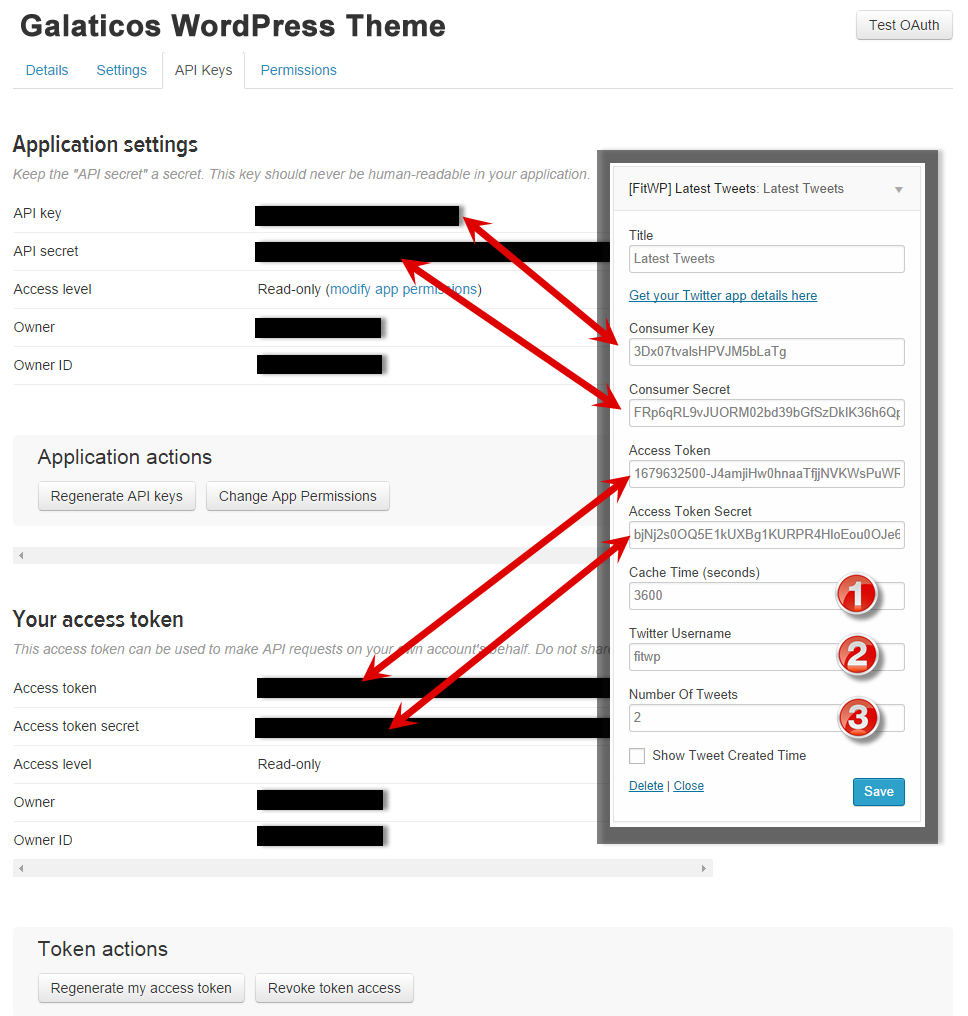 Galaticos WordPress Theme
Test OAuth
Details
Settings
API Keys
Permissions
Application settings
Keep the "API secret" a secret. This key should never be human-readable in your application.
API key
API secret
Access level
Read-only (modify app permissions)
Owner
Owner ID
Application actions
Regenerate API keys
Change App Permissions
Your access token
This access token can be used to make API requests on your own account's behalf. Do not shar
Access token
Access token secret
Access level
Read-only
Owner
Owner ID
Token actions
Regenerate my access token
Revoke token access
[FitWP] Latest Tweets: Latest Tweets
Title
Latest Tweets
Get your Twitter app details here
Consumer Key
3Dx07tvalsHPVJM5bLaTg
Consumer Secret
FRp6qRL9vJUORM02bd39bGfSzDklK36h6Qp
Access Token
1679632500-J4amjiHw0hnaaTfjjNVKWsPuWR
Access Token Secret
bjNj2s0OQ5E1kUXBg1KURPR4HloEou0OJe6
Cache Time (seconds)
3600
1
Twitter Username
fitwp
2
Number Of Tweets
2
3
Show Tweet Created Time
Delete | Close
Save